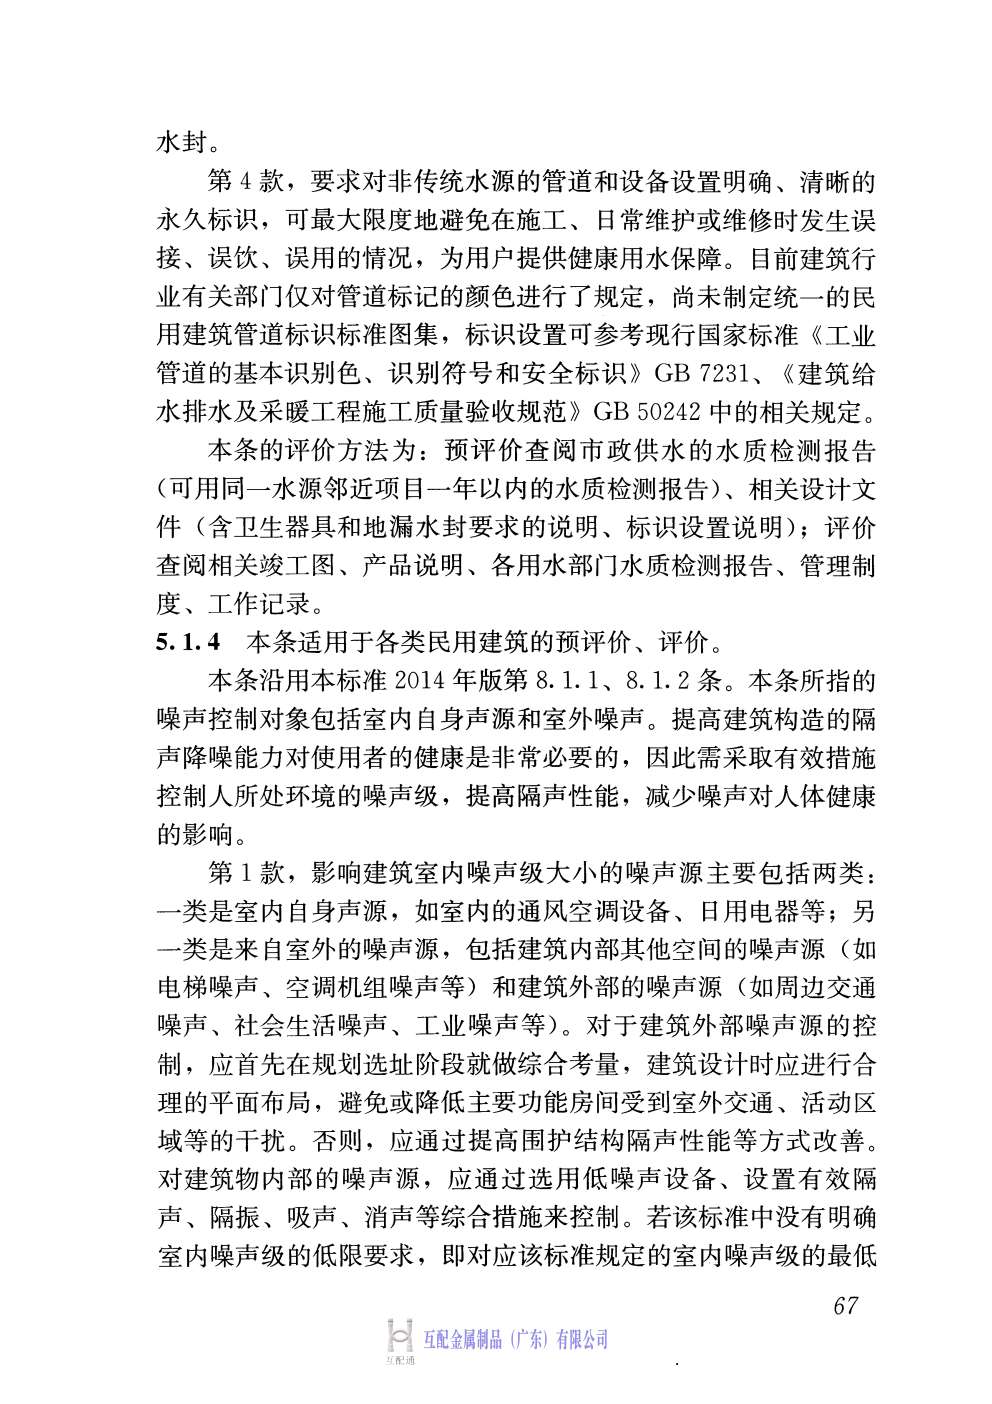 水封。
第 4 款，要求对非传统水源的管道和设备设置明确、清晰的
永久标识，可最大限度地避免在施工、日常维护或维修时发生误
接、误饮、误用的情况，为用户提供健康用水保障。目前建筑行
业有关部门仅对管道标记的颜色进行了规定，尚未制定统一的民
用建筑管道标识标准图集，标识设置可参考现行国家标准《工业
管道的基本识别色、识别符号和安全标识》GB 7231、《建筑给
水排水及采暖工程施工质量验收规范》GB 50242 中的相关规定。
本条的评价方法为：预评价查阅市政供水的水质检测报告
（可用同一水源邻近项目一年以内的水质检测报告）、相关设计文
件（含卫生器具和地漏水封要求的说明、标识设置说明）；评价
查阅相关竣工图、产品说明、各用水部门水质检测报告、管理制
度、工作记录。
5.1.4 本条适用于各类民用建筑的预评价、评价。
本条沿用本标准 2014 年版第 8.1.1、8.1.2 条。本条所指的
噪声控制对象包括室内自身声源和室外噪声。提高建筑构造的隔
声降噪能力对使用者的健康是非常必要的，因此需采取有效措施
控制人所处环境的噪声级，提高隔声性能，减少噪声对人体健康
的影响。
第 1 款，影响建筑室内噪声级大小的噪声源主要包括两类：
一类是室内自身声源，如室内的通风空调设备、日用电器等；另
一类是来自室外的噪声源，包括建筑内部其他空间的噪声源（如
电梯噪声、空调机组噪声等）和建筑外部的噪声源（如周边交通
噪声、社会生活噪声、工业噪声等）。对于建筑外部噪声源的控
制，应首先在规划选址阶段就做综合考量，建筑设计时应进行合
理的平面布局，避免或降低主要功能房间受到室外交通、活动区
域等的干扰。否则，应通过提高围护结构隔声性能等方式改善。
对建筑物内部的噪声源，应通过选用低噪声设备、设置有效隔
声、隔振、吸声、消声等综合措施来控制。若该标准中没有明确
室内噪声级的低限要求，即对应该标准规定的室内噪声级的最低
67
互配金属制品（广东）有限公司
互配通